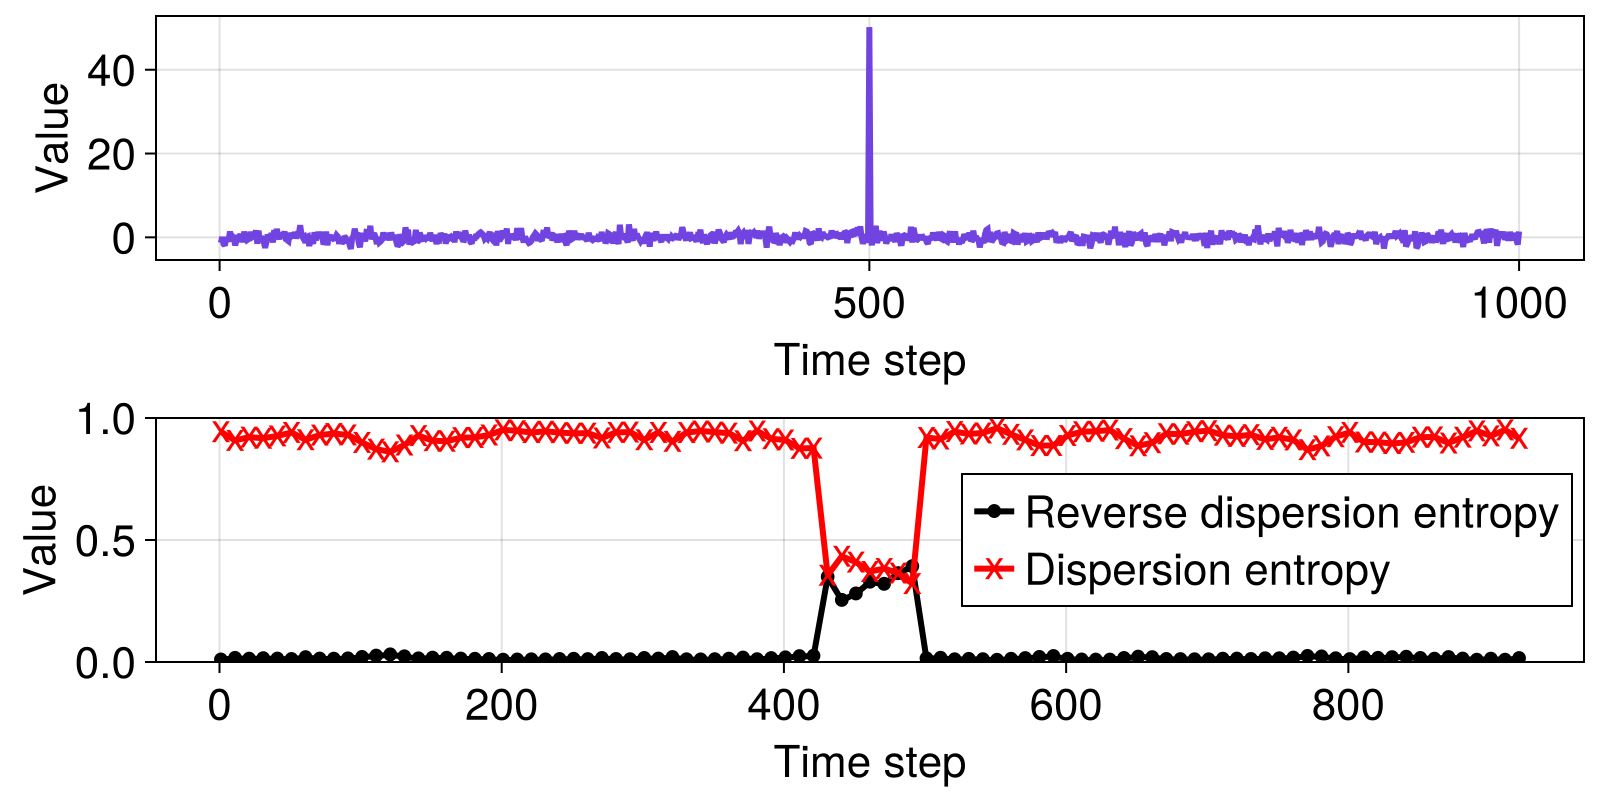 Value
40
20
0
0 500 1000
Time step
Value
1.0
0.5
0.0
Reverse dispersion entropy
Dispersion entropy
0 200 400 600 800
Time step